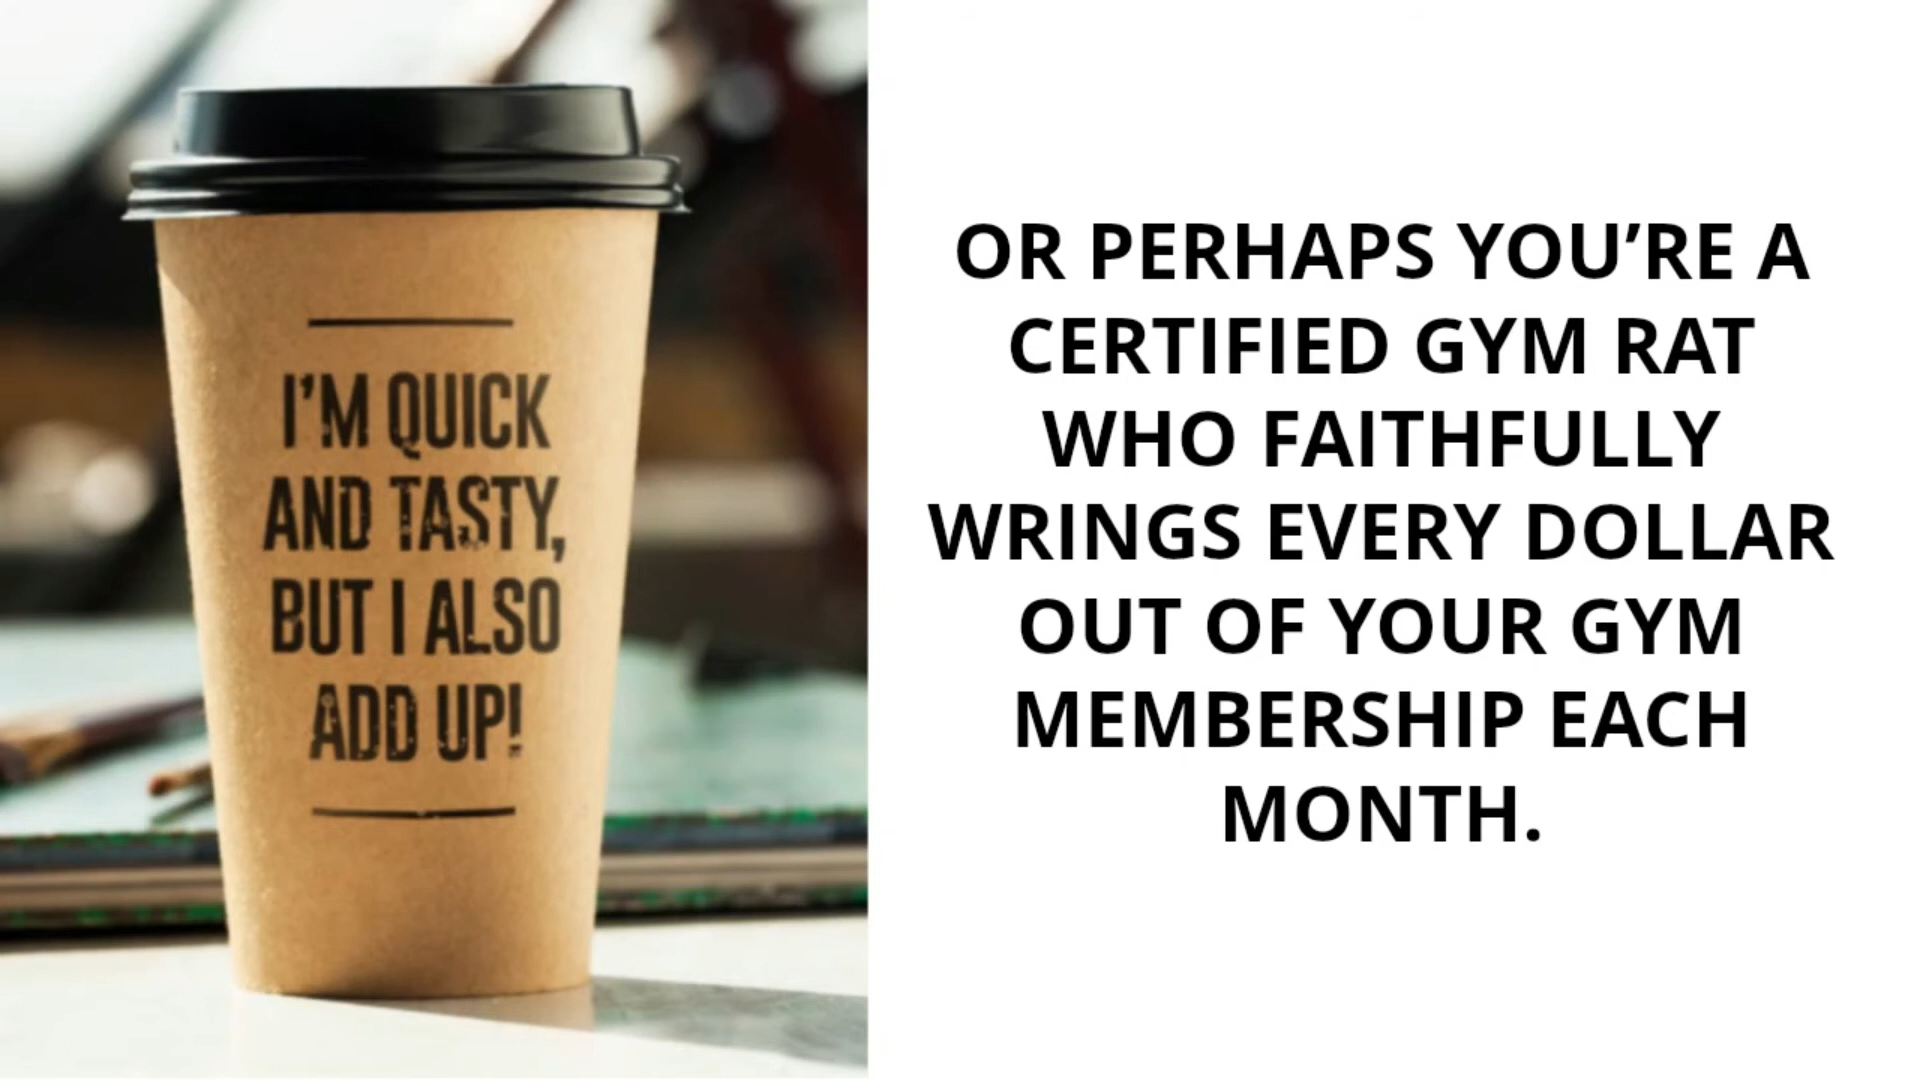 I'M QUICK
AND TASTY,
BUT I ALSO
ADD UP!
OR PERHAPS YOU’RE A
CERTIFIED GYM RAT
WHO FAITHFULLY
WRINGS EVERY DOLLAR
OUT OF YOUR GYM
MEMBERSHIP EACH
MONTH.